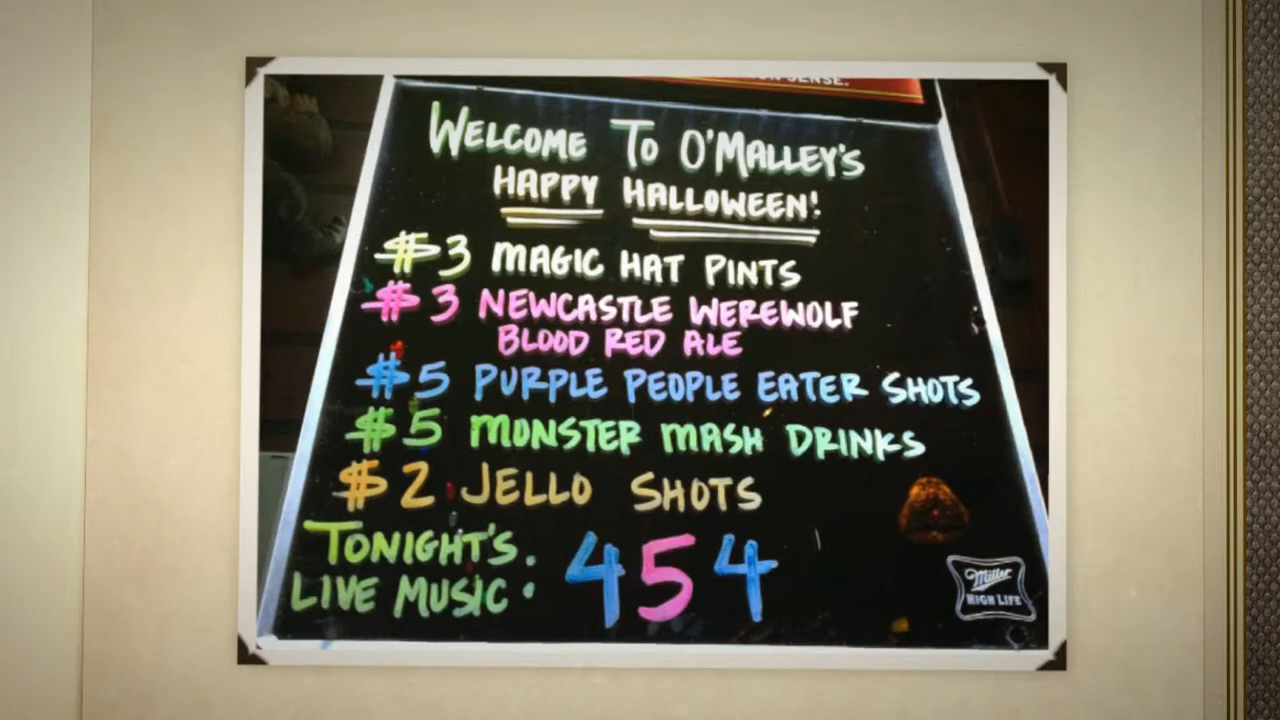 SENSE.
WELCOME TO O'MALLEY'S
HAPPY HALLOWEEN!
$3 MAGIC HAT PINTS
$3 NEWCASTLE WEREWOLF
BLOOD RED ALE
$5 PURPLE PEOPLE EATER SHOTS
$5 MONSTER MASH DRINKS
$2 JELLO SHOTS
TONIGHT'S
LIVE MUSIC: 454
Miller
HIGH LIFE